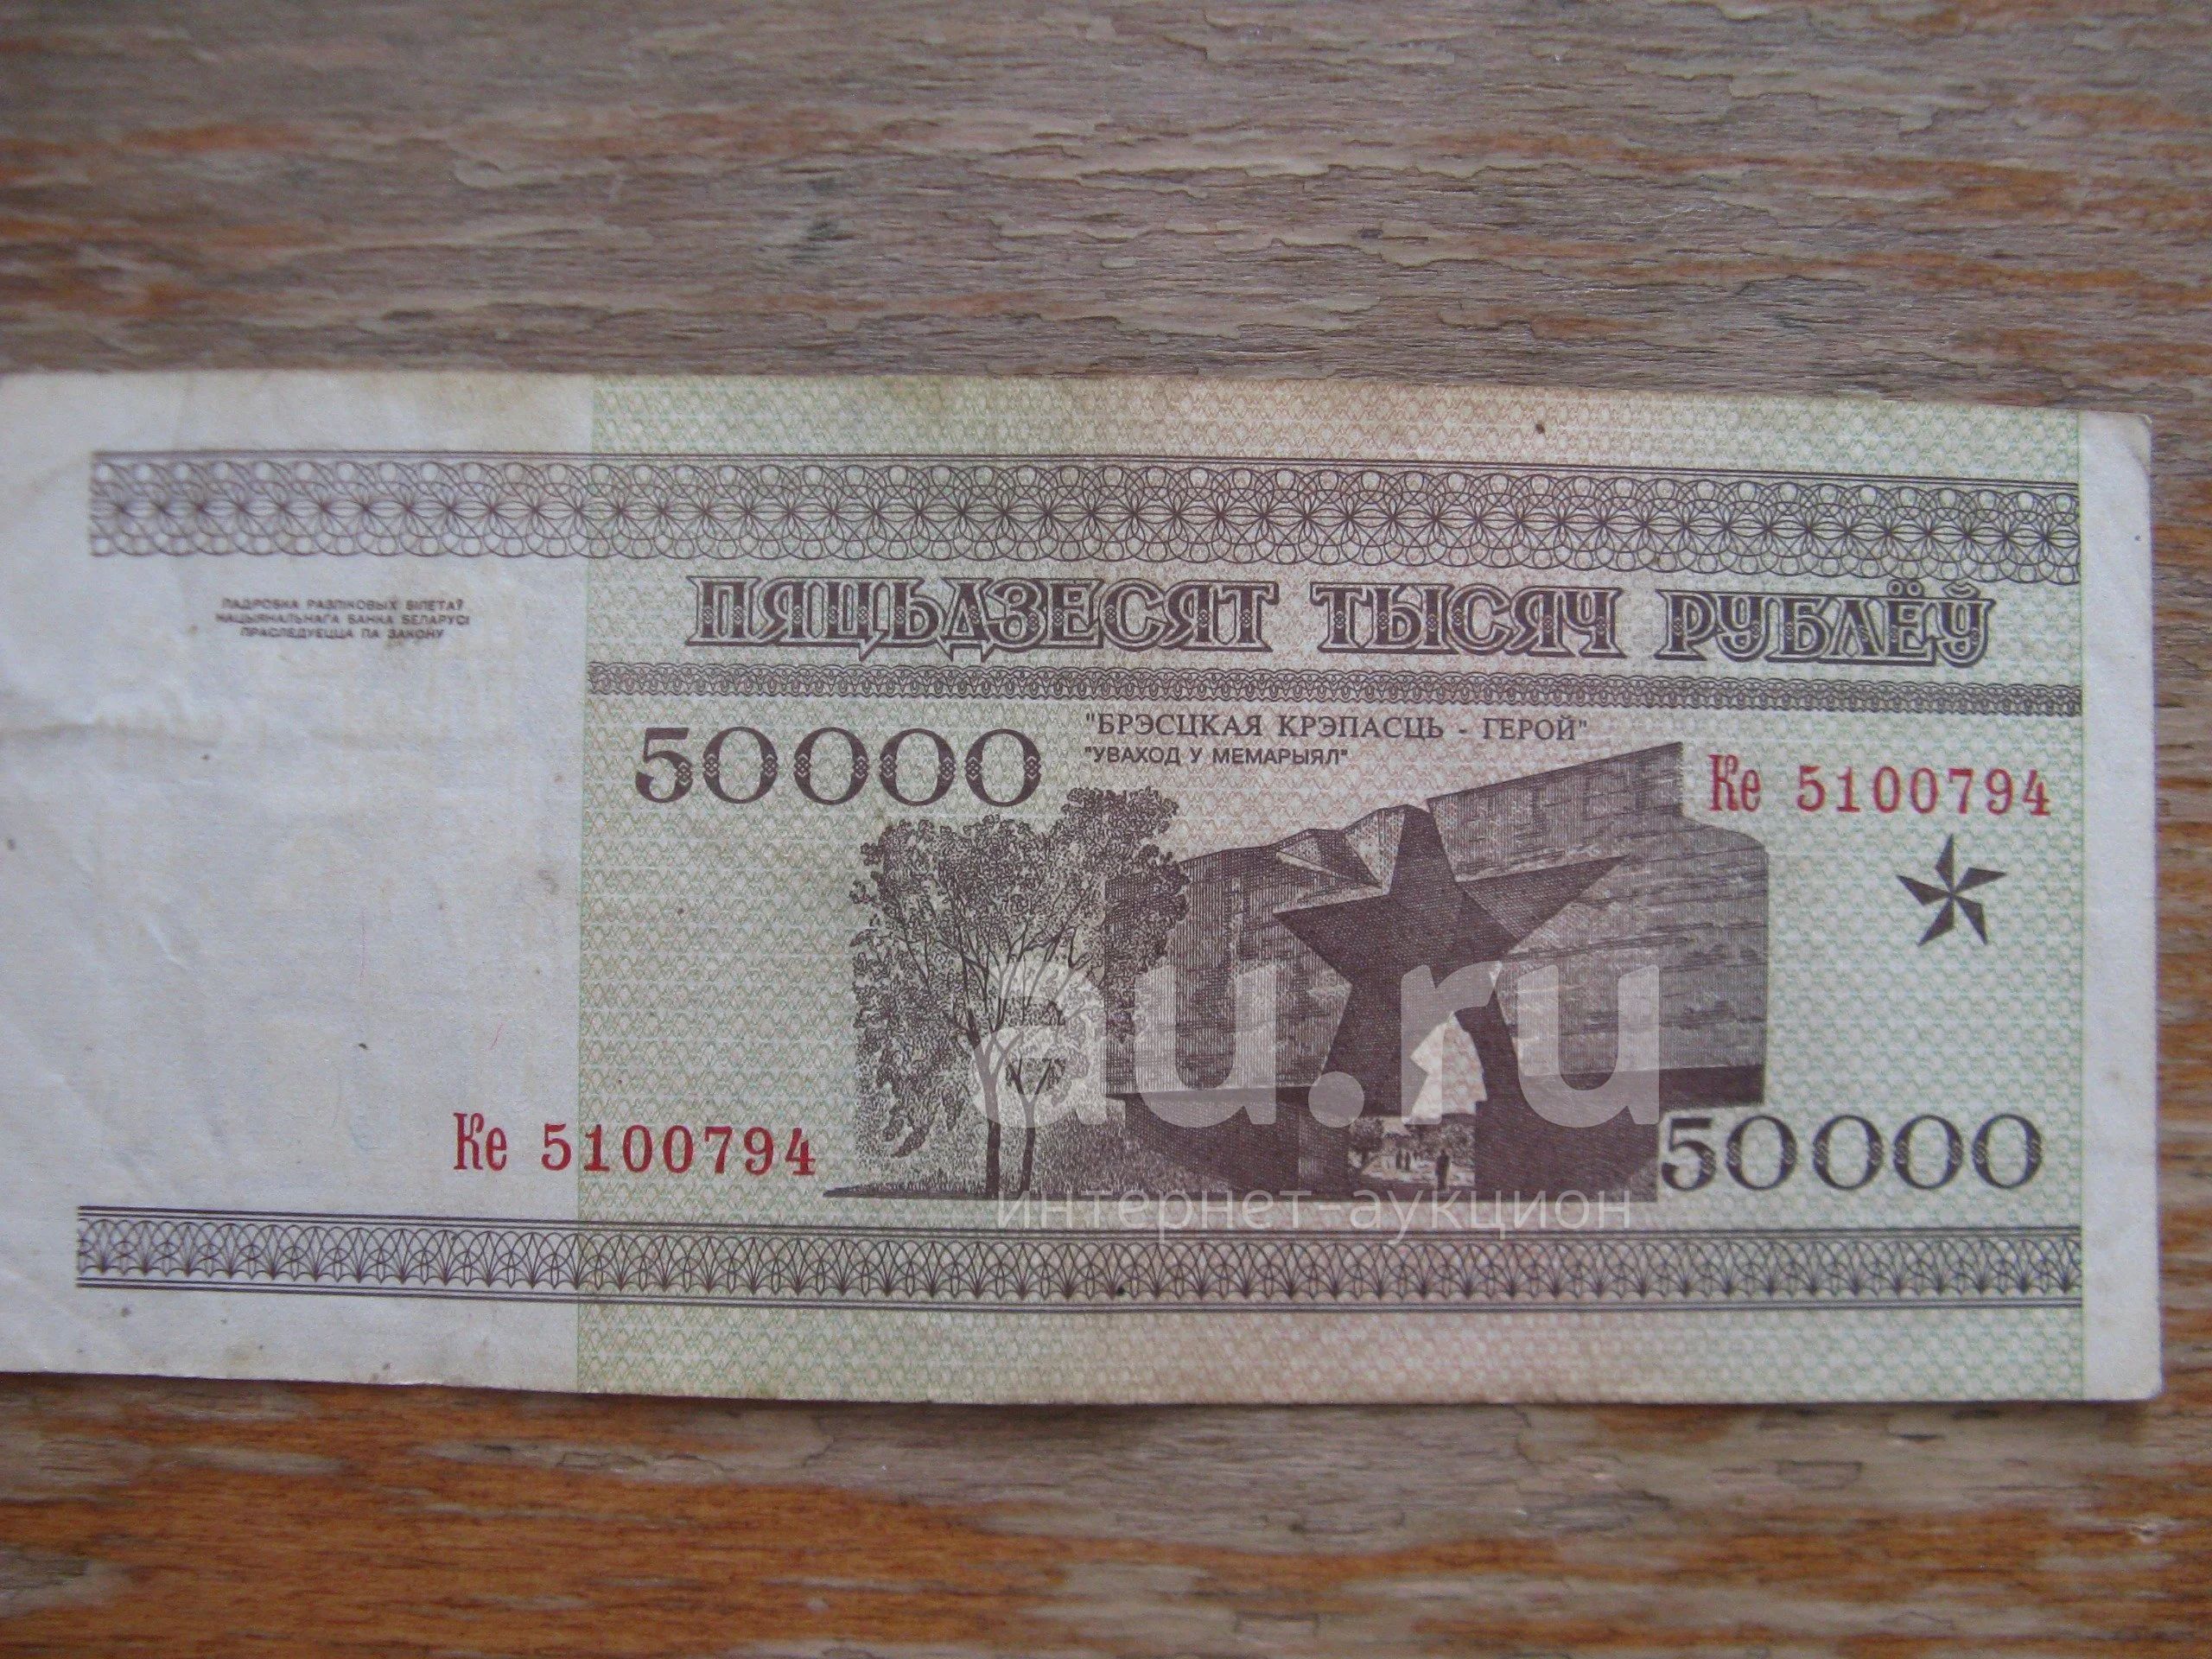 ПАДРОБКА РАЗЛІКОВЫХ БІЛЕТАЎ
НАЦЫЯНАЛЬНАГА БАНКА БЕЛАРУСІ
ПРАСЛЕДУЕЦЦА ПА ЗАКОНУ
ПЯЦЬДЗЕСЯТ ТЫСЯЧ РУБЛЁЎ
50000
"БРЭСЦКАЯ КРЭПАСЦЬ - ГЕРОЙ"
"УВАХОД У МЕМАРЫЯЛ"
Ке 5100794
au.ru
интернет-аукцион
Ке 5100794
50000